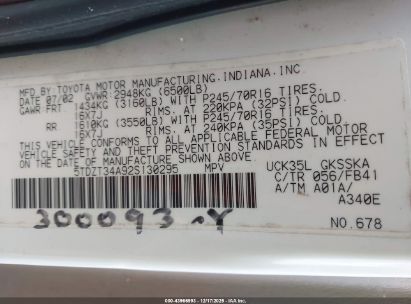 MFD BY TOYOTA MOTOR MANUFACTURING.INDIANA.INC
DATE 07/02 GVWR 2948KG (6500LB)
GAWR FRT 1434KG (3160LB) WITH P245/70R16 TIRES.
16X7J RIMS. AT 220KPA (32PSI) COLD.
RR 1610KG (3550LB) WITH P245/70R16 TIRES.
16X7J RIMS. AT 240KPA (35PSI) COLD.
THIS VEHICLE CONFORMS TO ALL APPLICABLE FEDERAL MOTOR
VEHICLE SAFETY AND THEFT PREVENTION STANDARDS IN EFFECT
ON THE DATE OF MANUFACTURE SHOWN ABOVE.
5TDZT34A92S130295 MPV
UCK35L GKSSKA
C/TR 056/FB41
A/TM A01A/
A340E
300093-Y
NO.678